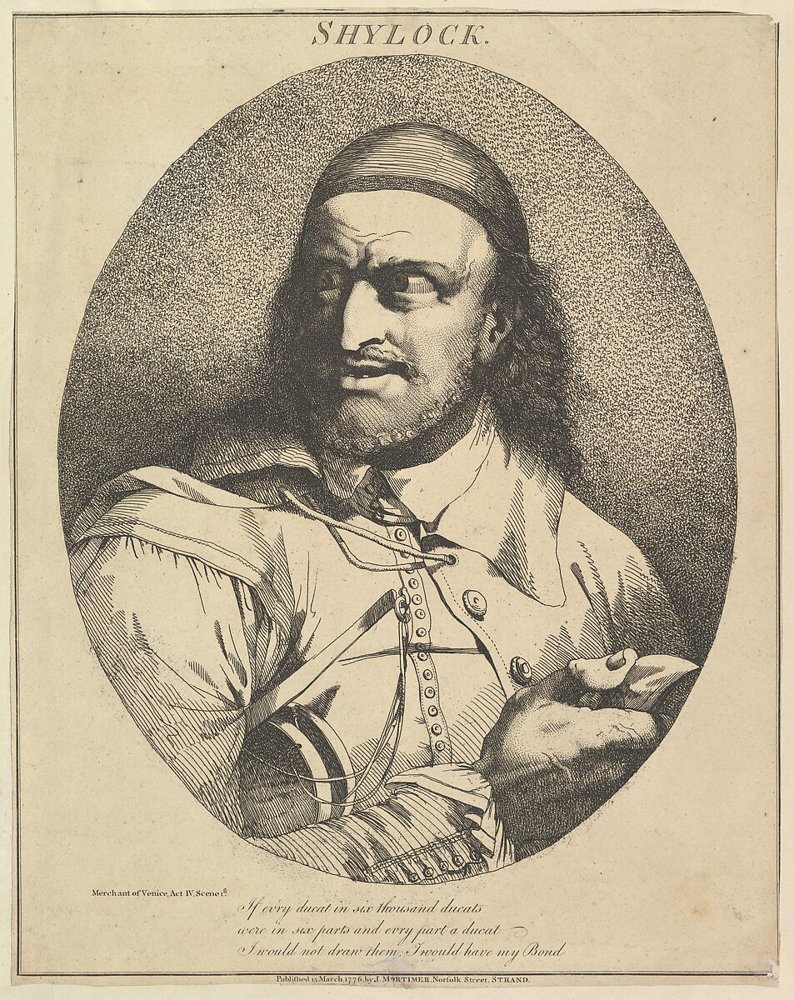 SHYLOCK.
Merchant of Venice, Act IV, Scene 1.st
If evry ducat in six thousand ducats
were in six parts and evry part a ducat
I would not draw them; I would have my Bond
Publiſhed 15 March, 1776, by J. MORTIMER, Norfolk Street, STRAND.